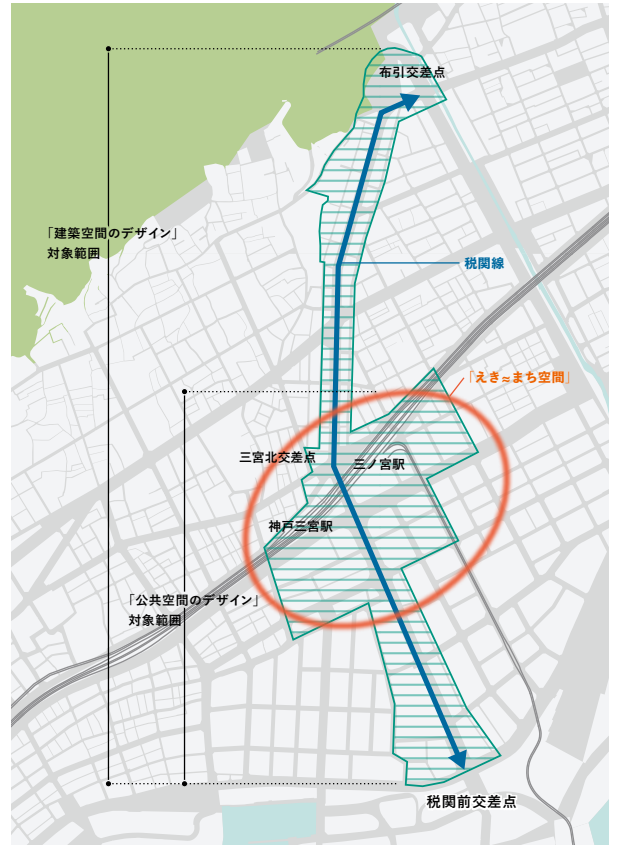 布引交差点
「建築空間のデザイン」
対象範囲
税関線
「えき≈まち空間」
三宮北交差点
三ノ宮駅
神戸三宮駅
「公共空間のデザイン」
対象範囲
税関前交差点